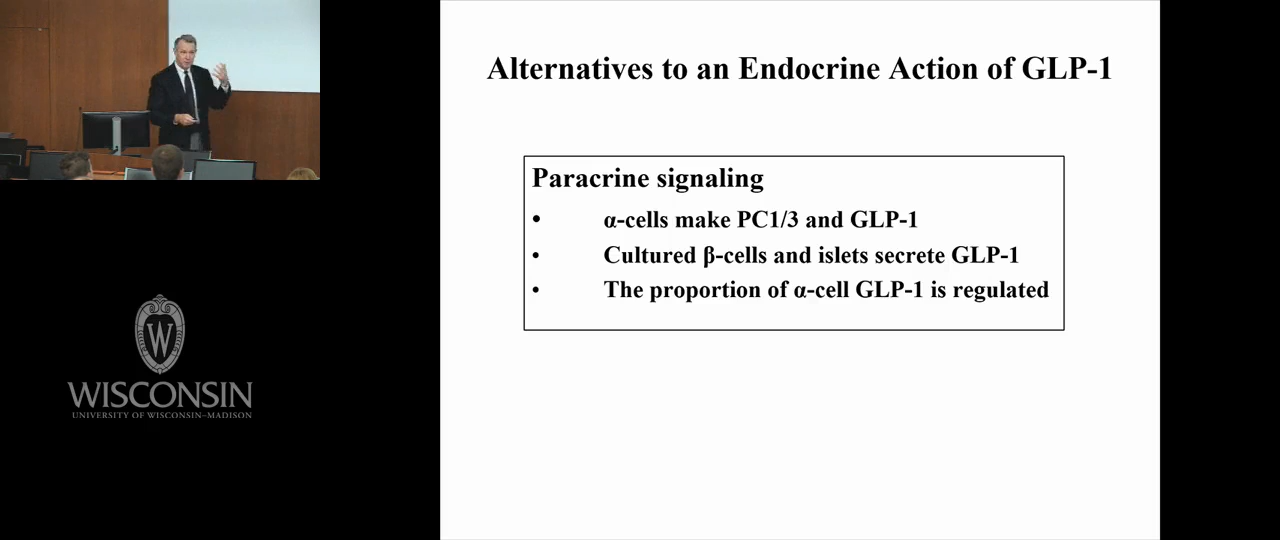 Alternatives to an Endocrine Action of GLP-1
Paracrine signaling
• α-cells make PC1/3 and GLP-1
• Cultured β-cells and islets secrete GLP-1
• The proportion of α-cell GLP-1 is regulated
W
WISCONSIN
UNIVERSITY OF WISCONSIN–MADISON